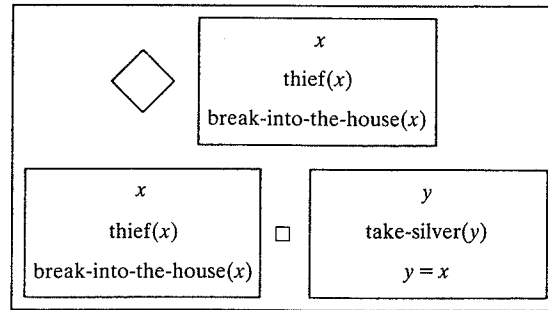 x
thief(x)
break-into-the-house(x)
x
thief(x)
break-into-the-house(x)
y
take-silver(y)
y = x